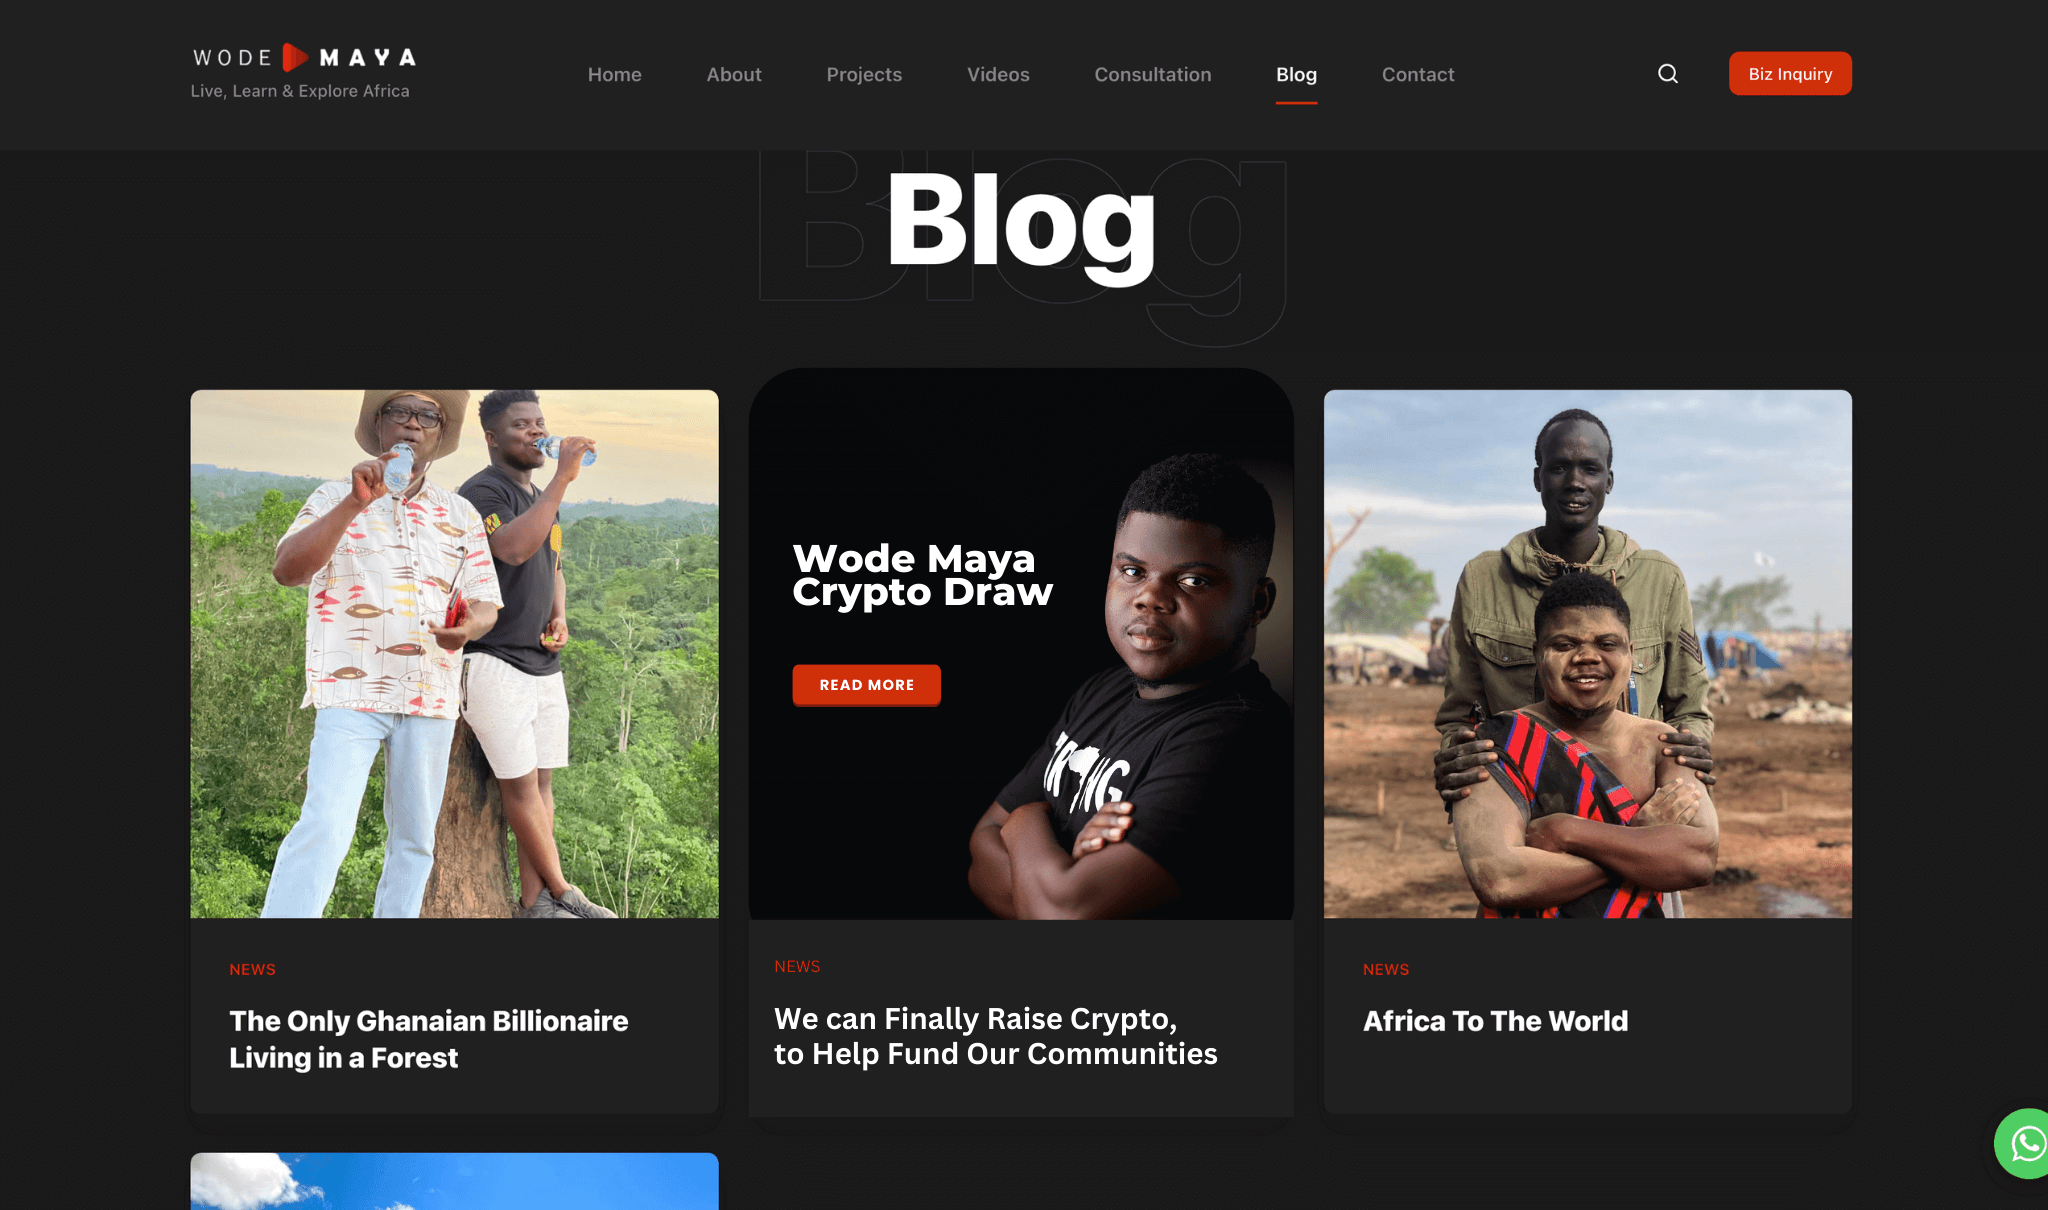 WODE MAYA
Live, Learn & Explore Africa
Home
About
Projects
Videos
Consultation
Blog
Contact
Biz Inquiry
Blog
Blog
Wode Maya
Crypto Draw
READ MORE
NEWS
The Only Ghanaian Billionaire
Living in a Forest
NEWS
We can Finally Raise Crypto,
to Help Fund Our Communities
NEWS
Africa To The World